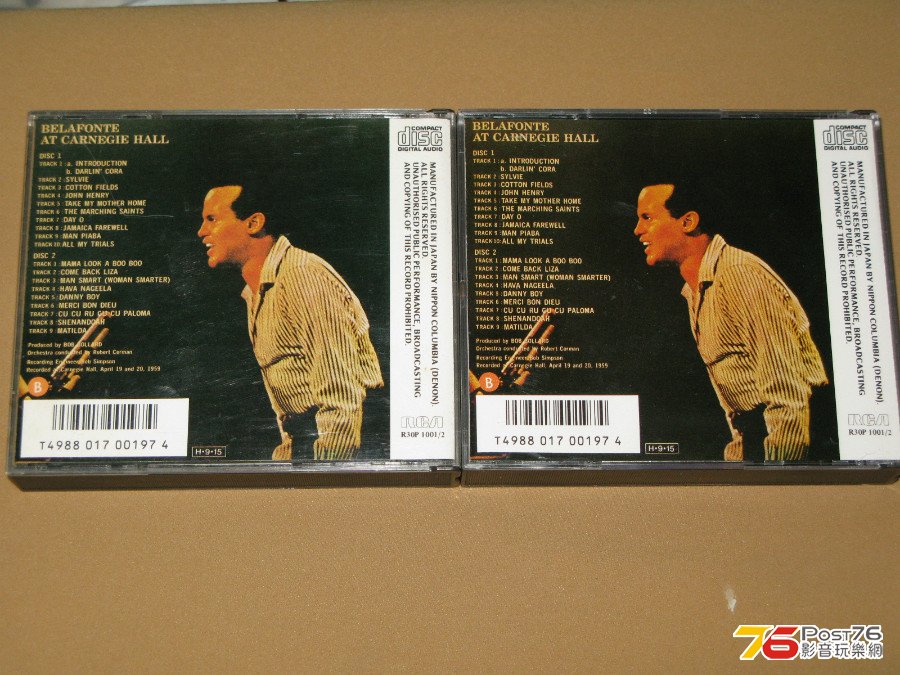 BELAFONTE
AT CARNEGIE HALL
DISC 1
TRACK 1 : a. INTRODUCTION
b. DARLIN' CORA
TRACK 2 : SYLVIE
TRACK 3 : COTTON FIELDS
TRACK 4 : JOHN HENRY
TRACK 5 : TAKE MY MOTHER HOME
TRACK 6 : THE MARCHING SAINTS
TRACK 7 : DAY O
TRACK 8 : JAMAICA FAREWELL
TRACK 9 : MAN PIABA
TRACK 10 : ALL MY TRIALS
DISC 2
TRACK 1 : MAMA LOOK A BOO BOO
TRACK 2 : COME BACK LIZA
TRACK 3 : MAN SMART (WOMAN SMARTER)
TRACK 4 : HAVA NAGEELA
TRACK 5 : DANNY BOY
TRACK 6 : MERCI BON DIEU
TRACK 7 : CU CU RU CU CU PALOMA
TRACK 8 : SHENANDOAH
TRACK 9 : MATILDA
Produced by BOB BOLLARD
Orchestra conducted by Robert Corman
Recording Engineer: Bob Simpson
Recorded at Carnegie Hall, April 19 and 20, 1959
B
T4988 017 00197 4
H・9・15
COMPACT
disc
DIGITAL AUDIO
MANUFACTURED IN JAPAN BY NIPPON COLUMBIA (DENON).
ALL RIGHTS RESERVED.
UNAUTHORISED PUBLIC PERFORMANCE, BROADCASTING
AND COPYING OF THIS RECORD PROHIBITED.
RCA
R30P 1001/2
BELAFONTE
AT CARNEGIE HALL
DISC 1
TRACK 1 : a. INTRODUCTION
b. DARLIN' CORA
TRACK 2 : SYLVIE
TRACK 3 : COTTON FIELDS
TRACK 4 : JOHN HENRY
TRACK 5 : TAKE MY MOTHER HOME
TRACK 6 : THE MARCHING SAINTS
TRACK 7 : DAY O
TRACK 8 : JAMAICA FAREWELL
TRACK 9 : MAN PIABA
TRACK 10 : ALL MY TRIALS
DISC 2
TRACK 1 : MAMA LOOK A BOO BOO
TRACK 2 : COME BACK LIZA
TRACK 3 : MAN SMART (WOMAN SMARTER)
TRACK 4 : HAVA NAGEELA
TRACK 5 : DANNY BOY
TRACK 6 : MERCI BON DIEU
TRACK 7 : CU CU RU CU CU PALOMA
TRACK 8 : SHENANDOAH
TRACK 9 : MATILDA
Produced by BOB BOLLARD
Orchestra conducted by Robert Corman
Recording Engineer: Bob Simpson
Recorded at Carnegie Hall, April 19 and 20, 1959
B
T4988 017 00197 4
H・9・15
COMPACT
disc
DIGITAL AUDIO
MANUFACTURED IN JAPAN BY NIPPON COLUMBIA (DENON).
ALL RIGHTS RESERVED.
UNAUTHORISED PUBLIC PERFORMANCE, BROADCASTING
AND COPYING OF THIS RECORD PROHIBITED.
RCA
R30P 1001/2
76 Post76
影音玩樂網